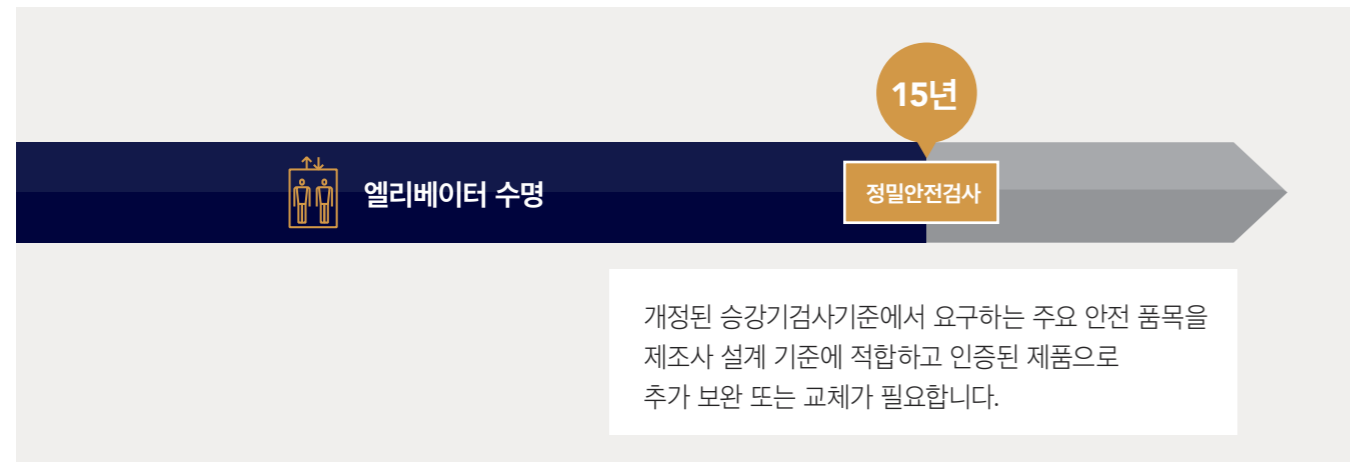 15년
엘리베이터 수명
정밀안전검사
개정된 승강기검사기준에서 요구하는 주요 안전 품목을
제조사 설계 기준에 적합하고 인증된 제품으로
추가 보완 또는 교체가 필요합니다.